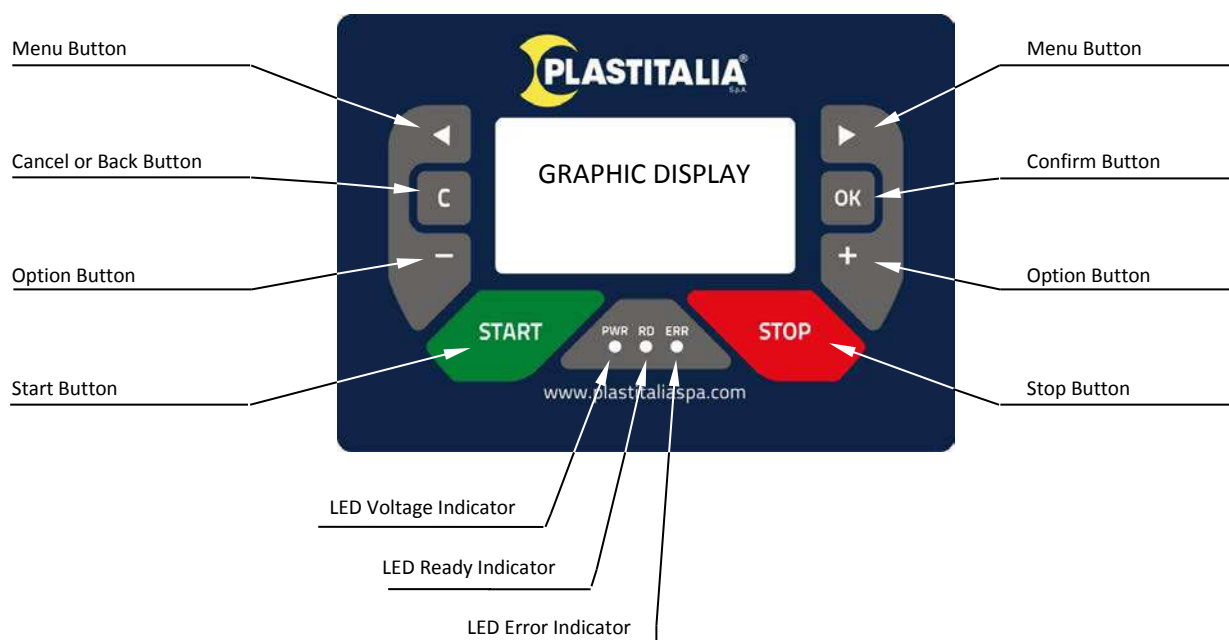 Menu Button
Menu Button
PLASTITALIA®
S.p.A.
Cancel or Back Button
Confirm Button
GRAPHIC DISPLAY
C
OK
Option Button
Option Button
−
+
START
PWR RD ERR
STOP
Start Button
Stop Button
www.plastitaliaspa.com
LED Voltage Indicator
LED Ready Indicator
LED Error Indicator